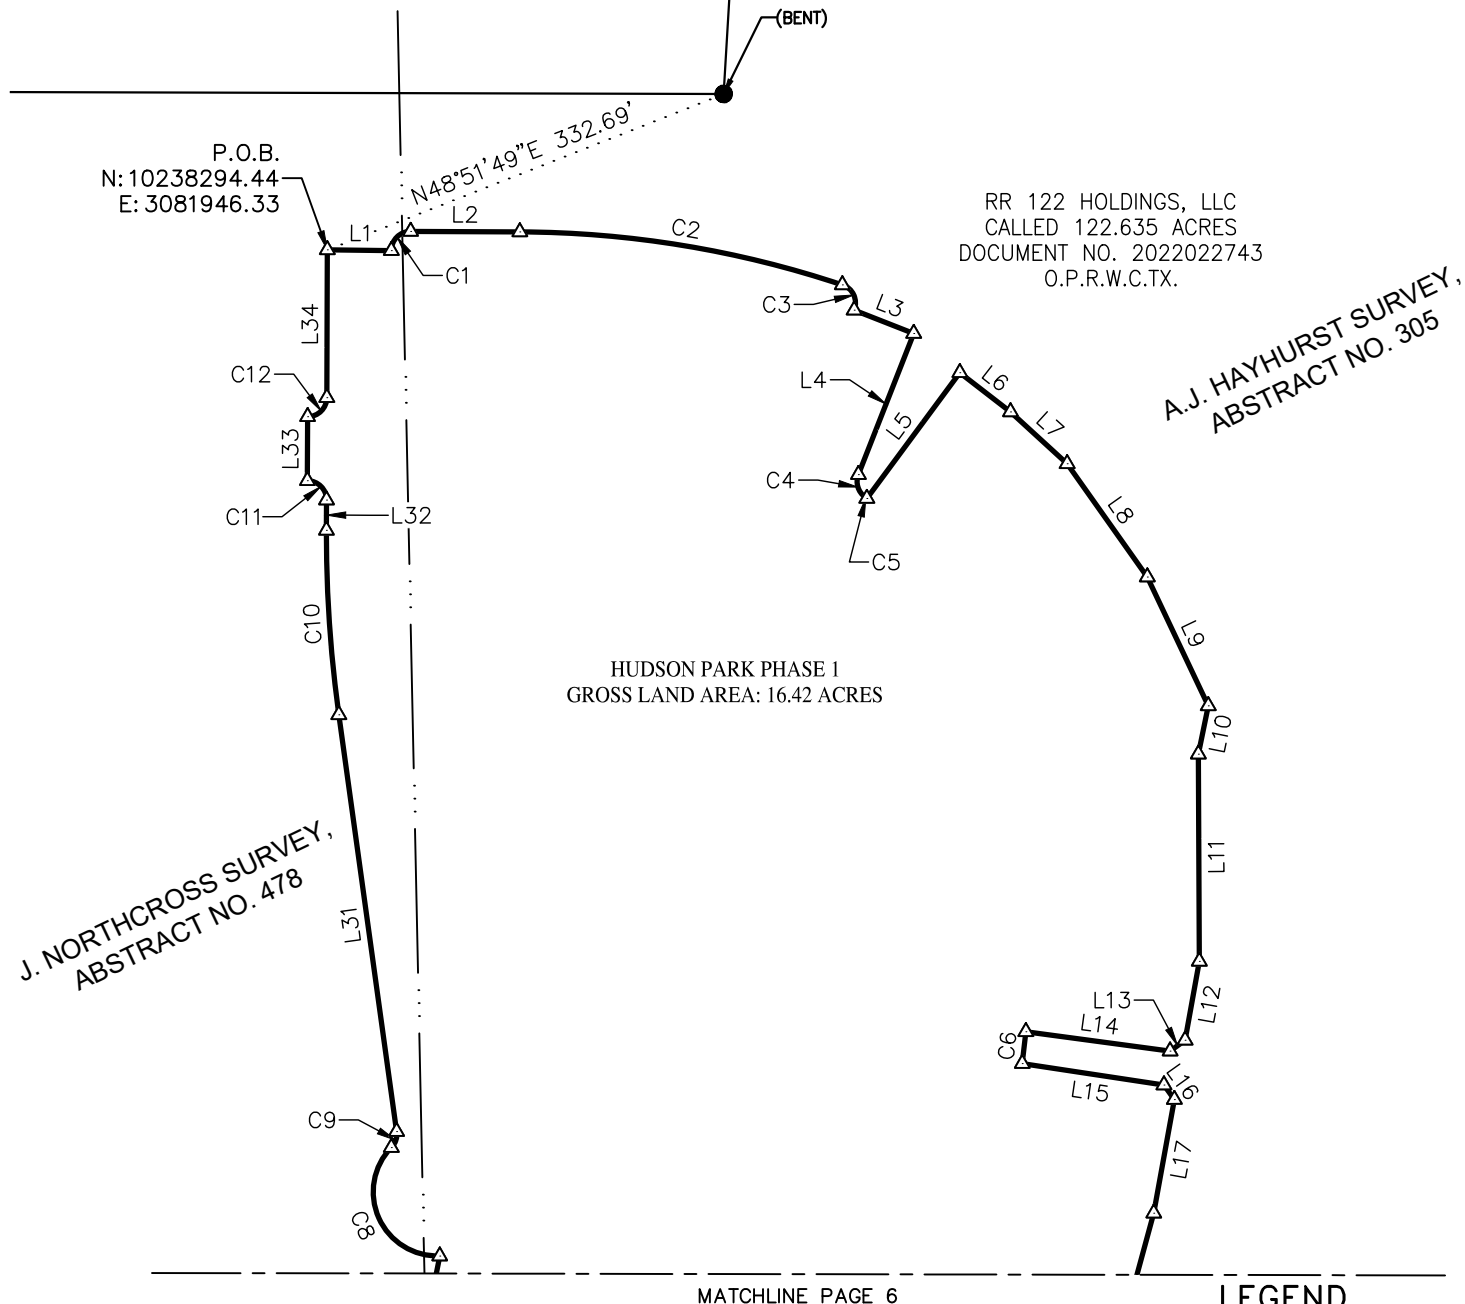 (BENT)
N48°51'49"E 332.69'
P.O.B.
N:10238294.44
E:3081946.33
RR 122 HOLDINGS, LLC
CALLED 122.635 ACRES
DOCUMENT NO. 2022022743
O.P.R.W.C.TX.
L1
L2
C2
C1
C3
L3
A.J. HAYHURST SURVEY,
ABSTRACT NO. 305
L34
C12
L4
L5
L6
L7
L33
C4
C11
L32
L8
C5
C10
L9
HUDSON PARK PHASE 1
GROSS LAND AREA: 16.42 ACRES
L10
J. NORTHCROSS SURVEY,
ABSTRACT NO. 478
L31
L11
L13
L12
L14
C6
L15
L16
C9
L17
C8
MATCHLINE PAGE 6
LEGEND